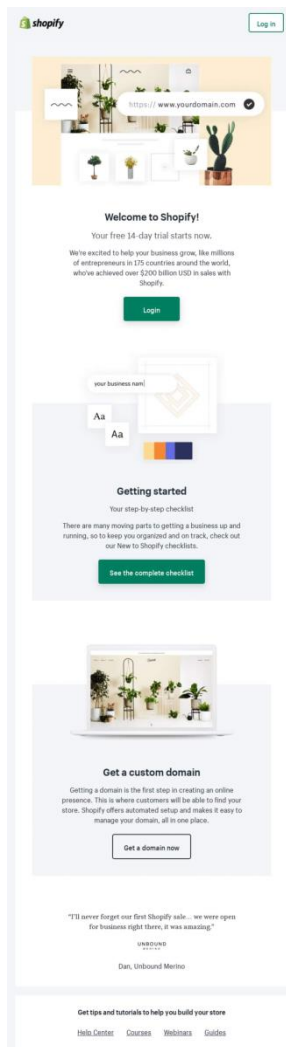 shopify
Log in
https:// www.yourdomain.com
Welcome to Shopify!
Your free 14-day trial starts now.
We're excited to help your business grow, like millions
of entrepreneurs in 175 countries around the world,
who've achieved over $200 billion USD in sales with
Shopify.
Login
your business nam
Aa
Aa
Getting started
Your step-by-step checklist
There are many moving parts to getting a business up and
running, so to keep you organized and on track, check out
our New to Shopify checklists.
See the complete checklist
Get a custom domain
Getting a domain is the first step in creating an online
presence. This is where customers will be able to find your
store. Shopify offers automated setup and makes it easy to
manage your domain, all in one place.
Get a domain now
"I'll never forget our first Shopify sale... we were open
for business right there, it was amazing."
UNBOUND
MERINO
Dan, Unbound Merino
Get tips and tutorials to help you build your store
Help Center Courses Webinars Guides